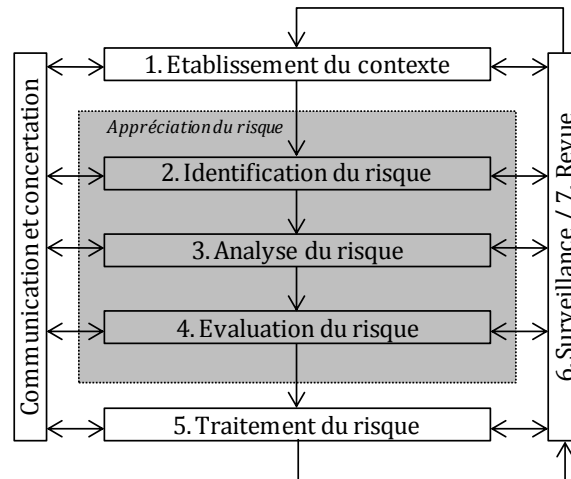 1. Etablissement du contexte
Appréciation du risque
2. Identification du risque
3. Analyse du risque
4. Evaluation du risque
5. Traitement du risque
Communication et concertation
6. Surveillance / 7. Revue